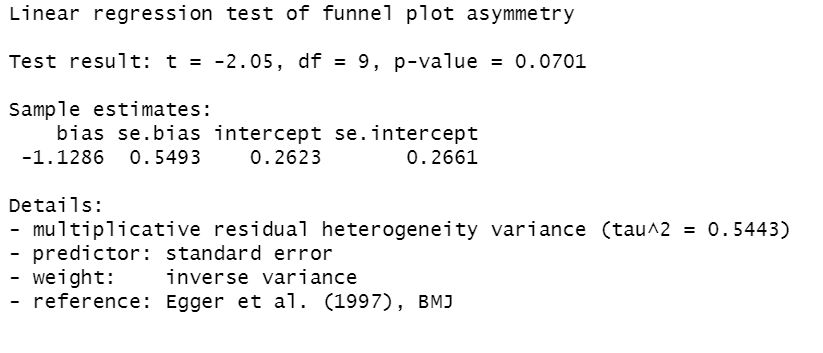 Linear regression test of funnel plot asymmetry
Test result: t = -2.05, df = 9, p-value = 0.0701
Sample estimates:
bias se.bias intercept se.intercept
-1.1286 0.5493 0.2623 0.2661
Details:
- multiplicative residual heterogeneity variance (tau^2 = 0.5443)
- predictor: standard error
- weight: inverse variance
- reference: Egger et al. (1997), BMJ